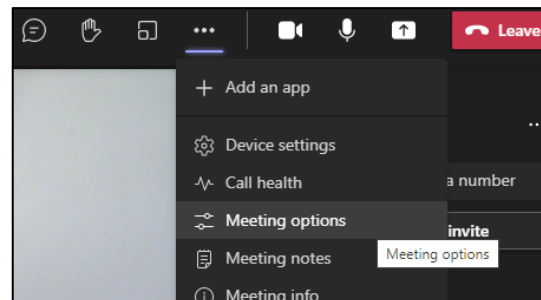 Leave
Add an app
Device settings
Call health
a number
Meeting options
invite
Meeting options
Meeting notes
Meeting info